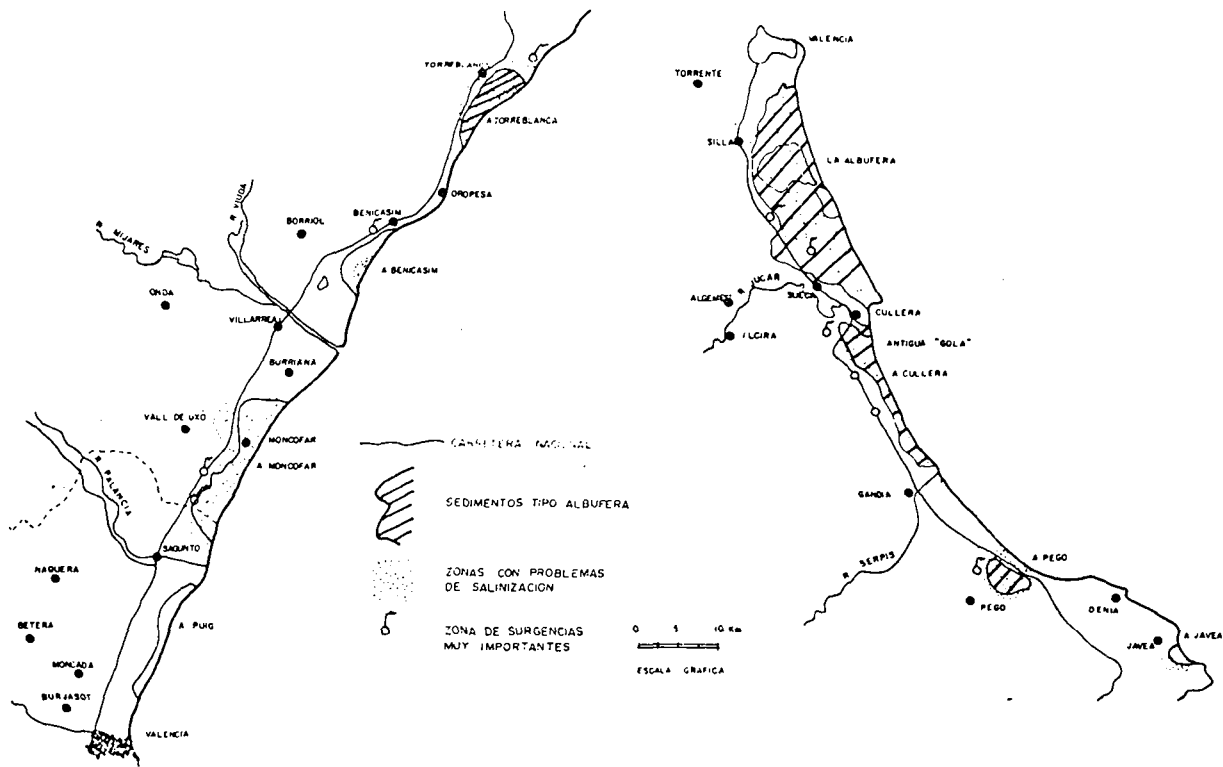 TORREBLANCA
A TORREBLANCA
OROPESA
BENICASIM
BORRIOL
R VIUDA
R. MIJARES
A BENICASIM
ONDA
VILLARREAL
BURRIANA
VALL DE UXÓ
MONCOFAR
A MONCOFAR
R. PALANCIA
SAGUNTO
NAQUERA
A PUIG
BETERA
MONCADA
BURJASOT
VALENCIA
CARRETERA NACIONAL
SEDIMENTOS TIPO ALBUFERA
ZONAS CON PROBLEMAS
DE SALINIZACION
ZONA DE SURGENCIAS
MUY IMPORTANTES
0 5 10 Km
ESCALA GRAFICA
VALENCIA
TORRENTE
SILLA
LA ALBUFERA
ALGEMESI
R. JUCAR
SUECA
CULLERA
ALCIRA
ANTIGUA "GOLA"
A CULLERA
GANDIA
R. SERPIS
A PEGO
PEGO
DENIA
JAVEA
A JAVEA